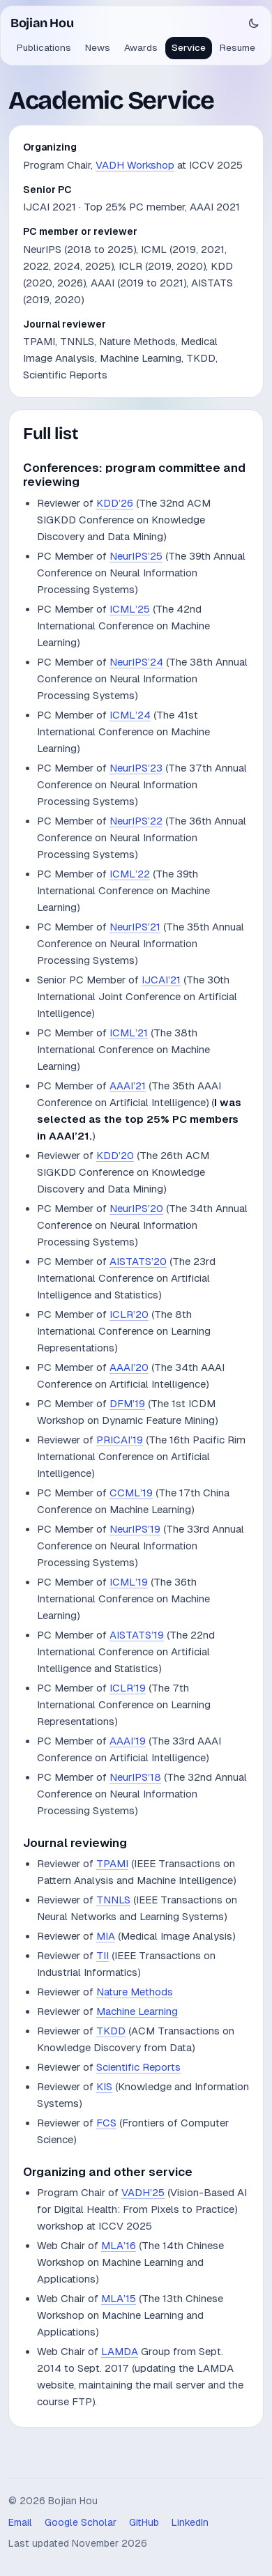 Bojian Hou
Publications News Awards Service Resume
Academic Service
Organizing
Program Chair, VADH Workshop at ICCV 2025
Senior PC
IJCAI 2021 · Top 25% PC member, AAAI 2021
PC member or reviewer
NeurIPS (2018 to 2025), ICML (2019, 2021,
2022, 2024, 2025), ICLR (2019, 2020), KDD
(2020, 2026), AAAI (2019 to 2021), AISTATS
(2019, 2020)
Journal reviewer
TPAMI, TNNLS, Nature Methods, Medical
Image Analysis, Machine Learning, TKDD,
Scientific Reports
Full list
Conferences: program committee and
reviewing
• Reviewer of KDD'26 (The 32nd ACM
SIGKDD Conference on Knowledge
Discovery and Data Mining)
• PC Member of NeurIPS'25 (The 39th Annual
Conference on Neural Information
Processing Systems)
• PC Member of ICML'25 (The 42nd
International Conference on Machine
Learning)
• PC Member of NeurIPS'24 (The 38th Annual
Conference on Neural Information
Processing Systems)
• PC Member of ICML'24 (The 41st
International Conference on Machine
Learning)
• PC Member of NeurIPS'23 (The 37th Annual
Conference on Neural Information
Processing Systems)
• PC Member of NeurIPS'22 (The 36th Annual
Conference on Neural Information
Processing Systems)
• PC Member of ICML'22 (The 39th
International Conference on Machine
Learning)
• PC Member of NeurIPS'21 (The 35th Annual
Conference on Neural Information
Processing Systems)
• Senior PC Member of IJCAI'21 (The 30th
International Joint Conference on Artificial
Intelligence)
• PC Member of ICML'21 (The 38th
International Conference on Machine
Learning)
• PC Member of AAAI'21 (The 35th AAAI
Conference on Artificial Intelligence) (I was
selected as the top 25% PC members
in AAAI'21.)
• Reviewer of KDD'20 (The 26th ACM
SIGKDD Conference on Knowledge
Discovery and Data Mining)
• PC Member of NeurIPS'20 (The 34th Annual
Conference on Neural Information
Processing Systems)
• PC Member of AISTATS'20 (The 23rd
International Conference on Artificial
Intelligence and Statistics)
• PC Member of ICLR'20 (The 8th
International Conference on Learning
Representations)
• PC Member of AAAI'20 (The 34th AAAI
Conference on Artificial Intelligence)
• PC Member of DFM'19 (The 1st ICDM
Workshop on Dynamic Feature Mining)
• Reviewer of PRICAI'19 (The 16th Pacific Rim
International Conference on Artificial
Intelligence)
• PC Member of CCML'19 (The 17th China
Conference on Machine Learning)
• PC Member of NeurIPS'19 (The 33rd Annual
Conference on Neural Information
Processing Systems)
• PC Member of ICML'19 (The 36th
International Conference on Machine
Learning)
• PC Member of AISTATS'19 (The 22nd
International Conference on Artificial
Intelligence and Statistics)
• PC Member of ICLR'19 (The 7th
International Conference on Learning
Representations)
• PC Member of AAAI'19 (The 33rd AAAI
Conference on Artificial Intelligence)
• PC Member of NeurIPS'18 (The 32nd Annual
Conference on Neural Information
Processing Systems)
Journal reviewing
• Reviewer of TPAMI (IEEE Transactions on
Pattern Analysis and Machine Intelligence)
• Reviewer of TNNLS (IEEE Transactions on
Neural Networks and Learning Systems)
• Reviewer of MIA (Medical Image Analysis)
• Reviewer of TII (IEEE Transactions on
Industrial Informatics)
• Reviewer of Nature Methods
• Reviewer of Machine Learning
• Reviewer of TKDD (ACM Transactions on
Knowledge Discovery from Data)
• Reviewer of Scientific Reports
• Reviewer of KIS (Knowledge and Information
Systems)
• Reviewer of FCS (Frontiers of Computer
Science)
Organizing and other service
• Program Chair of VADH'25 (Vision-Based AI
for Digital Health: From Pixels to Practice)
workshop at ICCV 2025
• Web Chair of MLA'16 (The 14th Chinese
Workshop on Machine Learning and
Applications)
• Web Chair of MLA'15 (The 13th Chinese
Workshop on Machine Learning and
Applications)
• Web Chair of LAMDA Group from Sept.
2014 to Sept. 2017 (updating the LAMDA
website, maintaining the mail server and the
course FTP).
© 2026 Bojian Hou
Email Google Scholar GitHub LinkedIn
Last updated November 2026